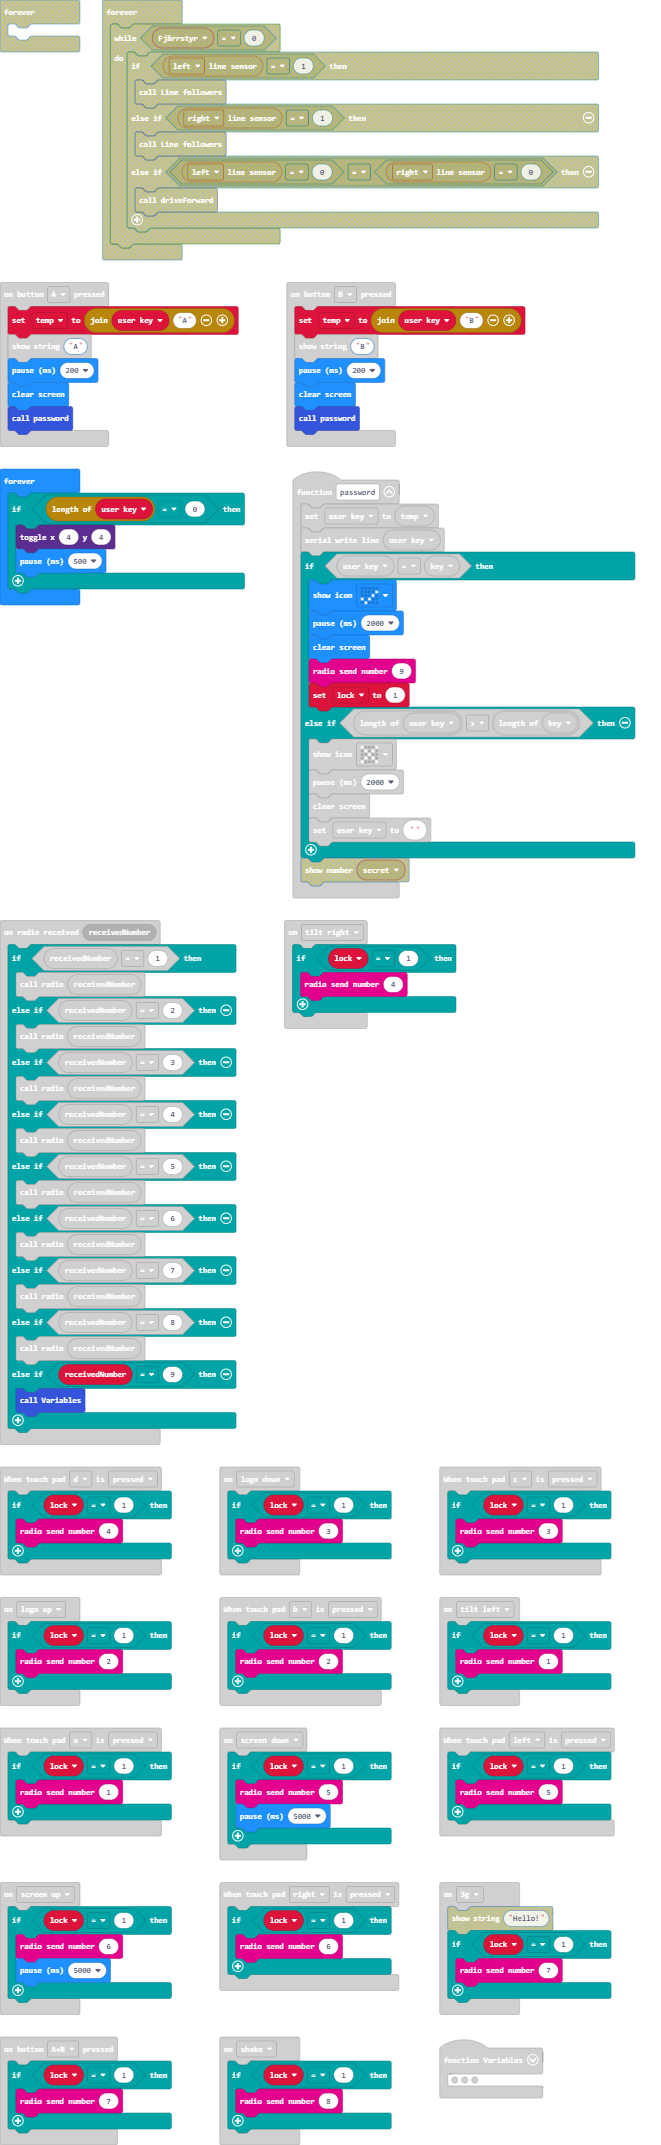 forever
forever
while Fjärrstyr = 0
do
if left line sensor = 1 then
call Line followers
else if right line sensor = 1 then
call Line followers
else if left line sensor = 0 = right line sensor = 0 then
call driveForward
on button A pressed
set temp to join user key "A"
show string "A"
pause (ms) 200
clear screen
call password
on button B pressed
set temp to join user key "B"
show string "B"
pause (ms) 200
clear screen
call password
forever
if length of user key = 0 then
toggle x 4 y 4
pause (ms) 500
function password
set user key to temp
serial write line user key
if user key = key then
show icon
pause (ms) 2000
clear screen
radio send number 9
set lock to 1
else if length of user key > length of key then
show icon
pause (ms) 2000
clear screen
set user key to " "
show number secret
on radio received receivedNumber
if receivedNumber = 1 then
call radio receivedNumber
else if receivedNumber = 2 then
call radio receivedNumber
else if receivedNumber = 3 then
call radio receivedNumber
else if receivedNumber = 4 then
call radio receivedNumber
else if receivedNumber = 5 then
call radio receivedNumber
else if receivedNumber = 6 then
call radio receivedNumber
else if receivedNumber = 7 then
call radio receivedNumber
else if receivedNumber = 8 then
call radio receivedNumber
else if receivedNumber = 9 then
call Variables
on tilt right
if lock = 1 then
radio send number 4
When touch pad d is pressed
if lock = 1 then
radio send number 4
on logo down
if lock = 1 then
radio send number 3
When touch pad c is pressed
if lock = 1 then
radio send number 3
on logo up
if lock = 1 then
radio send number 2
When touch pad b is pressed
if lock = 1 then
radio send number 2
on tilt left
if lock = 1 then
radio send number 1
When touch pad a is pressed
if lock = 1 then
radio send number 1
on screen down
if lock = 1 then
radio send number 5
pause (ms) 5000
When touch pad left is pressed
if lock = 1 then
radio send number 5
on screen up
if lock = 1 then
radio send number 6
pause (ms) 5000
When touch pad right is pressed
if lock = 1 then
radio send number 6
on 3g
show string "Hello!"
if lock = 1 then
radio send number 7
on button A+B pressed
if lock = 1 then
radio send number 7
on shake
if lock = 1 then
radio send number 8
function Variables